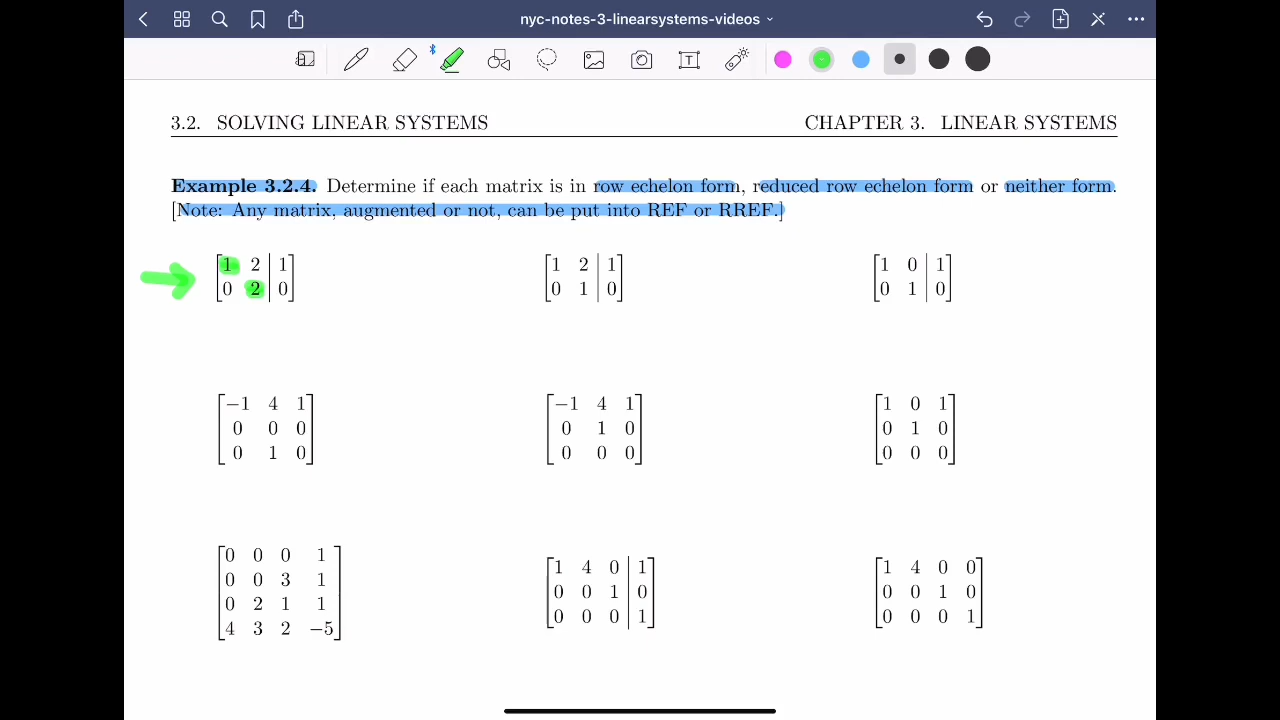 nyc-notes-3-linearsystems-videos
T
3.2. SOLVING LINEAR SYSTEMS CHAPTER 3. LINEAR SYSTEMS
Example 3.2.4. Determine if each matrix is in row echelon form, reduced row echelon form or neither form.
[Note: Any matrix, augmented or not, can be put into REF or RREF.]
1 2 | 1 1 2 | 1 1 0 | 1
0 2 | 0 0 1 | 0 0 1 | 0
−1 4 1 −1 4 1 1 0 1
0 0 0 0 1 0 0 1 0
0 1 0 0 0 0 0 0 0
0 0 0 1
0 0 3 1
0 2 1 1
4 3 2 −5
1 4 0 | 1
0 0 1 | 0
0 0 0 | 1
1 4 0 0
0 0 1 0
0 0 0 1